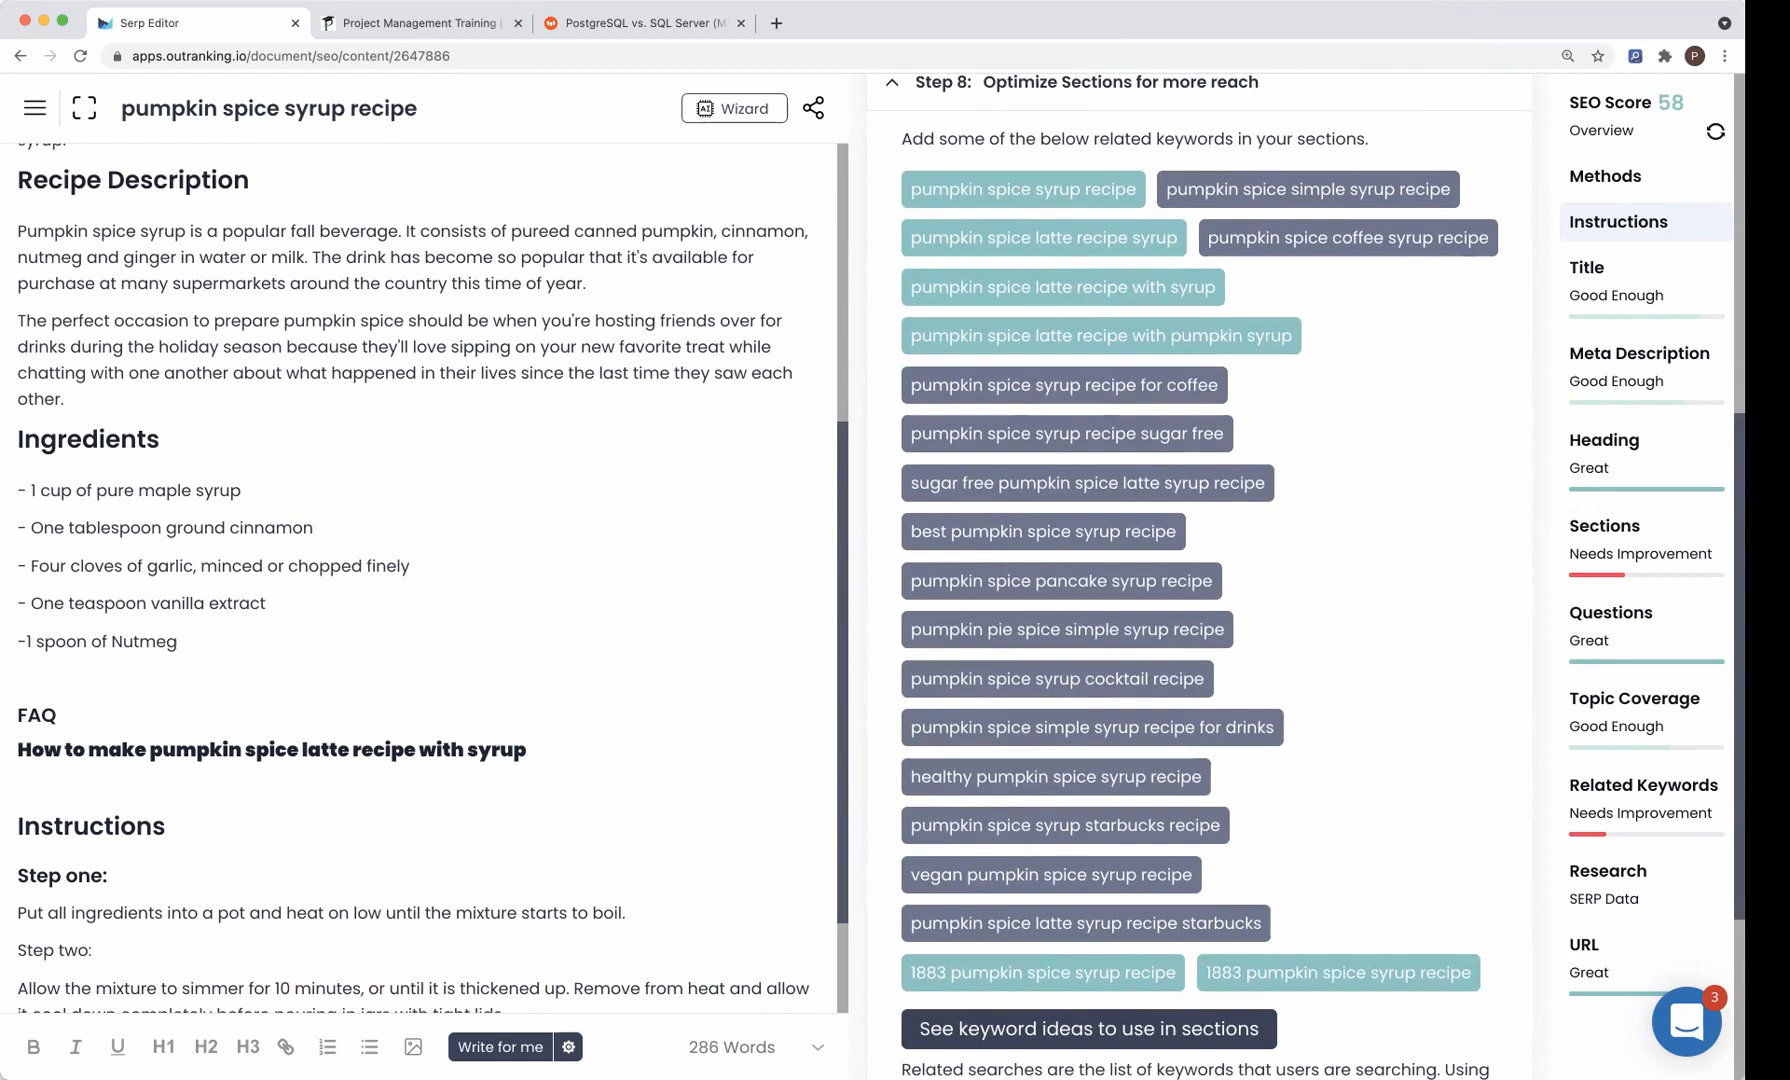 Serp Editor
Project Management Training |
PostgreSQL vs. SQL Server (M
apps.outranking.io/document/seo/content/2647886
P
pumpkin spice syrup recipe
Wizard
syrup.
Recipe Description
Pumpkin spice syrup is a popular fall beverage. It consists of pureed canned pumpkin, cinnamon,
nutmeg and ginger in water or milk. The drink has become so popular that it's available for
purchase at many supermarkets around the country this time of year.
The perfect occasion to prepare pumpkin spice should be when you're hosting friends over for
drinks during the holiday season because they'll love sipping on your new favorite treat while
chatting with one another about what happened in their lives since the last time they saw each
other.
Ingredients
- 1 cup of pure maple syrup
- One tablespoon ground cinnamon
- Four cloves of garlic, minced or chopped finely
- One teaspoon vanilla extract
-1 spoon of Nutmeg
FAQ
How to make pumpkin spice latte recipe with syrup
Instructions
Step one:
Put all ingredients into a pot and heat on low until the mixture starts to boil.
Step two:
Allow the mixture to simmer for 10 minutes, or until it is thickened up. Remove from heat and allow
it cool down completely before pouring in jars with tight lids.
B I U H1 H2 H3
Write for me
286 Words
Step 8: Optimize Sections for more reach
Add some of the below related keywords in your sections.
pumpkin spice syrup recipe
pumpkin spice simple syrup recipe
pumpkin spice latte recipe syrup
pumpkin spice coffee syrup recipe
pumpkin spice latte recipe with syrup
pumpkin spice latte recipe with pumpkin syrup
pumpkin spice syrup recipe for coffee
pumpkin spice syrup recipe sugar free
sugar free pumpkin spice latte syrup recipe
best pumpkin spice syrup recipe
pumpkin spice pancake syrup recipe
pumpkin pie spice simple syrup recipe
pumpkin spice syrup cocktail recipe
pumpkin spice simple syrup recipe for drinks
healthy pumpkin spice syrup recipe
pumpkin spice syrup starbucks recipe
vegan pumpkin spice syrup recipe
pumpkin spice latte syrup recipe starbucks
1883 pumpkin spice syrup recipe
1883 pumpkin spice syrup recipe
See keyword ideas to use in sections
Related searches are the list of keywords that users are searching. Using
SEO Score 58
Overview
Methods
Instructions
Title
Good Enough
Meta Description
Good Enough
Heading
Great
Sections
Needs Improvement
Questions
Great
Topic Coverage
Good Enough
Related Keywords
Needs Improvement
Research
SERP Data
URL
Great
3